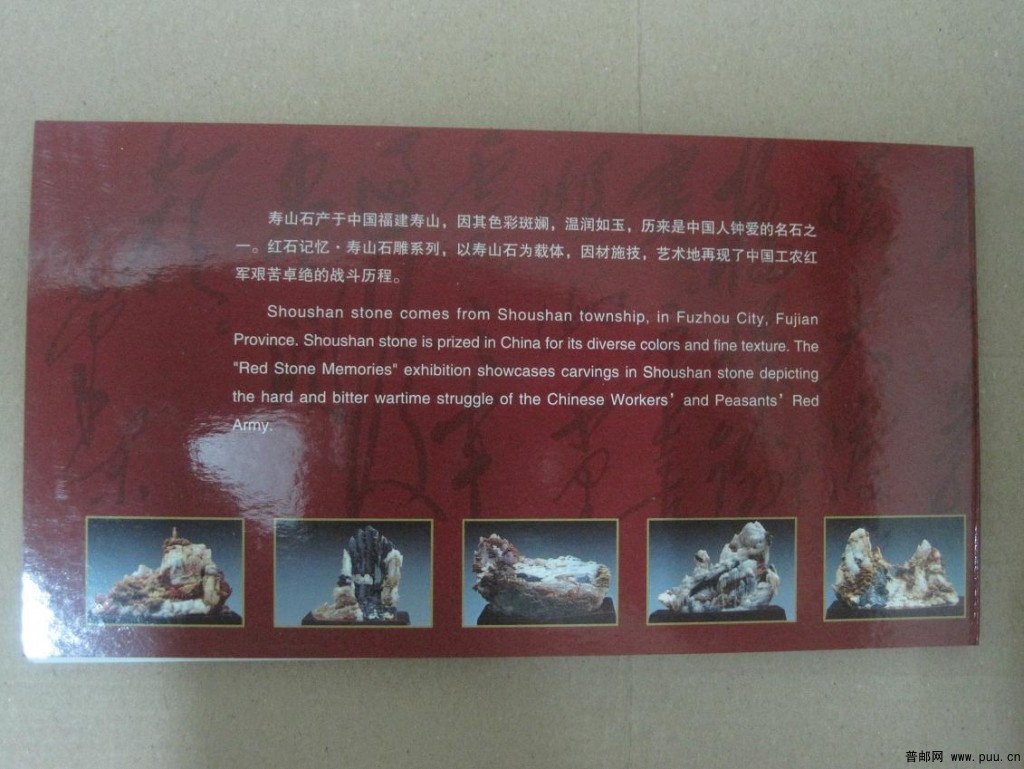 寿山石产于中国福建寿山，因其色彩斑斓，温润如玉，历来是中国人钟爱的名石之
一。红石记忆·寿山石雕系列，以寿山石为载体，因材施技，艺术地再现了中国工农红
军艰苦卓绝的战斗历程。
Shoushan stone comes from Shoushan township, in Fuzhou City, Fujian
Province. Shoushan stone is prized in China for its diverse colors and fine texture. The
"Red Stone Memories" exhibition showcases carvings in Shoushan stone depicting
the hard and bitter wartime struggle of the Chinese Workers' and Peasants' Red
Army.
普邮网 www.puu.cn